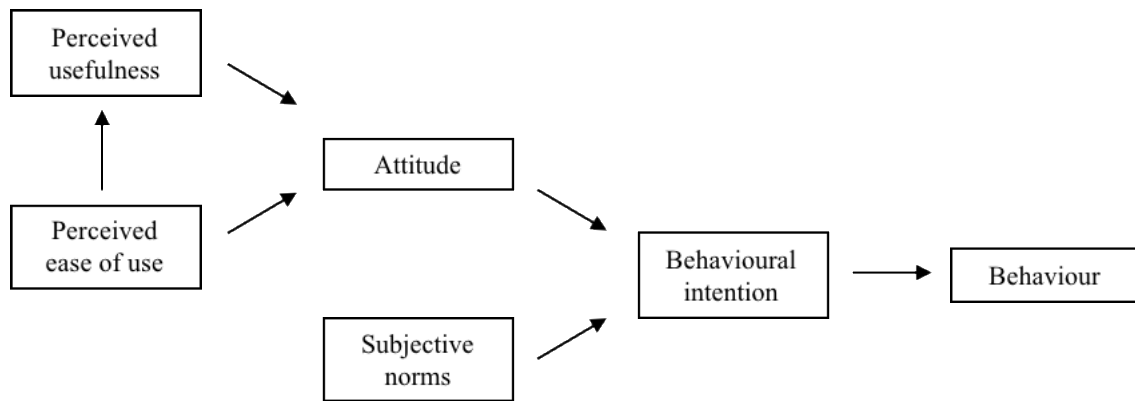 Perceived
usefulness
Attitude
Perceived
ease of use
Behavioural
intention
Behaviour
Subjective
norms